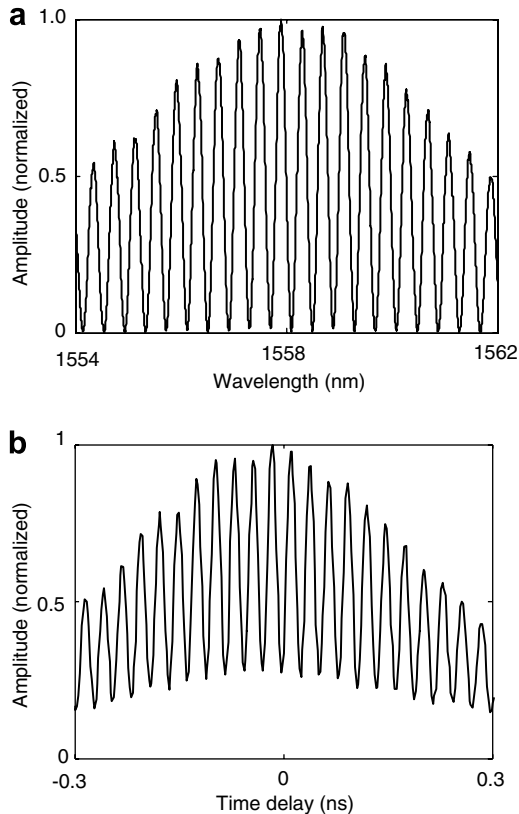 a
1.0
0.5
0
Amplitude (normalized)
1554
1558
1562
Wavelength (nm)
b
1
0.5
0
Amplitude (normalized)
-0.3
0
0.3
Time delay (ns)